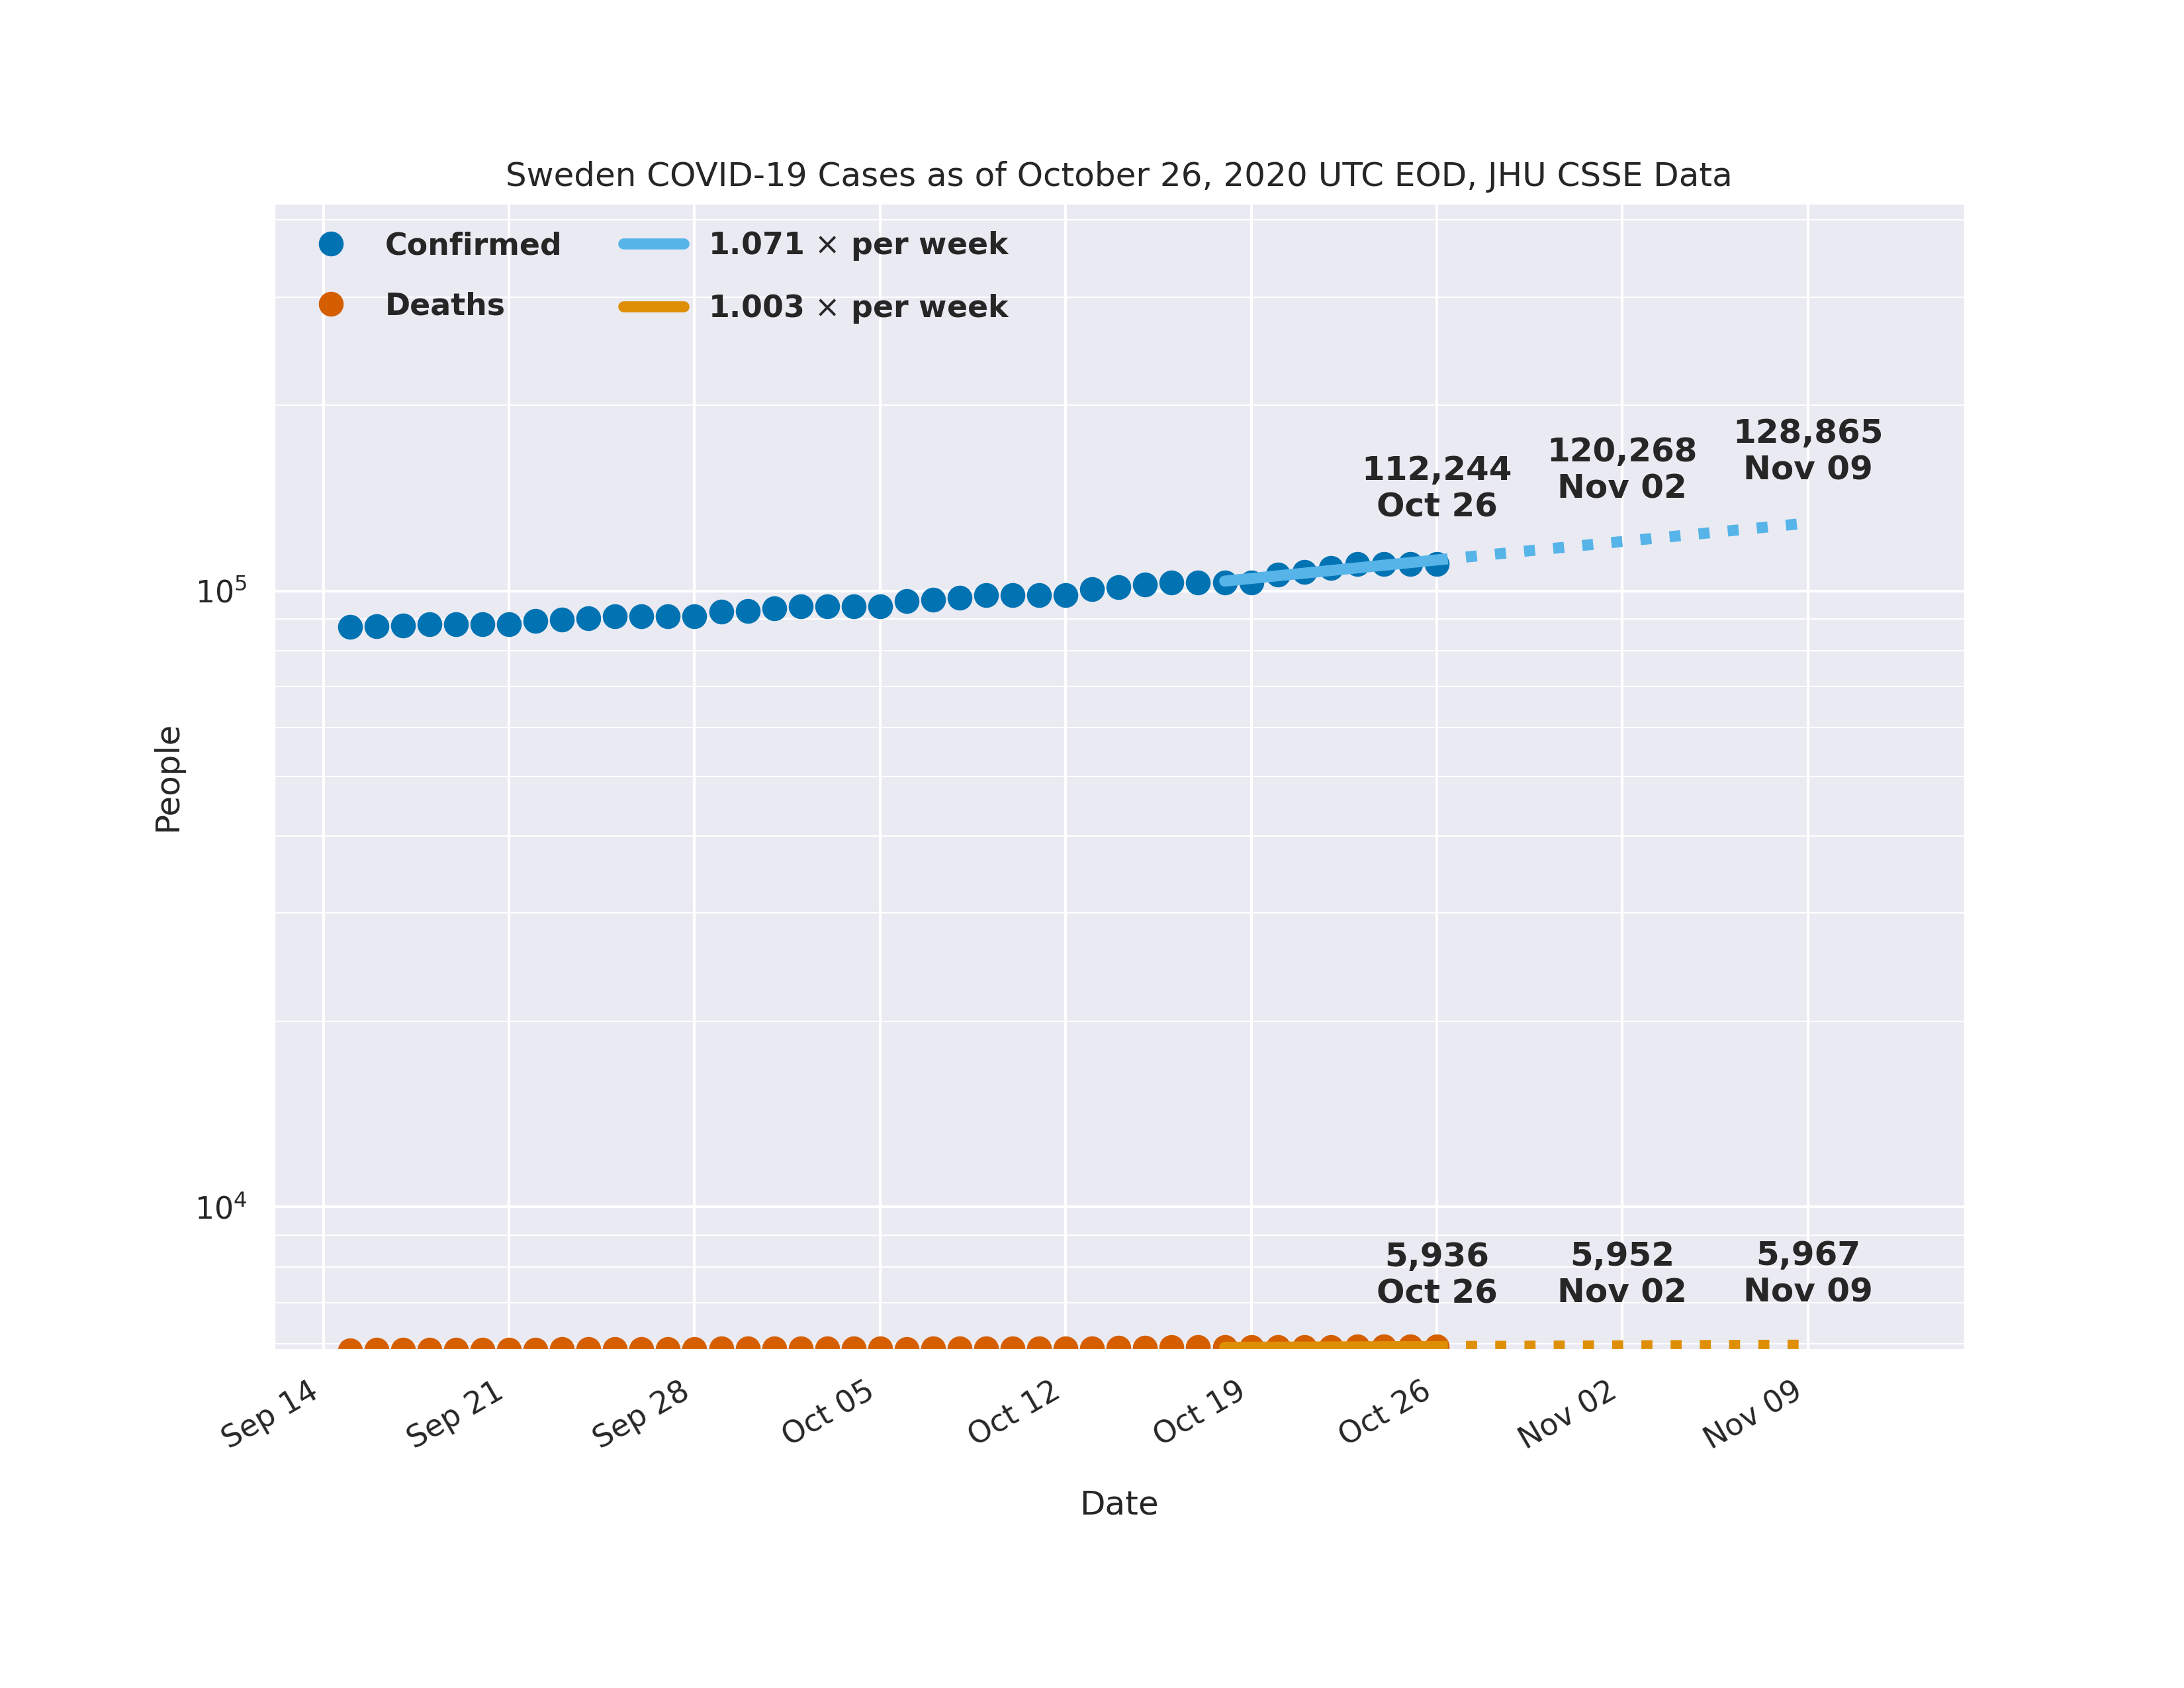 Sweden COVID-19 Cases as of October 26, 2020 UTC EOD, JHU CSSE Data
Confirmed
Deaths
1.071 × per week
1.003 × per week
128,865
Nov 09
120,268
Nov 02
112,244
Oct 26
10⁵
People
10⁴
5,936
Oct 26
5,952
Nov 02
5,967
Nov 09
Sep 14
Sep 21
Sep 28
Oct 05
Oct 12
Oct 19
Oct 26
Nov 02
Nov 09
Date